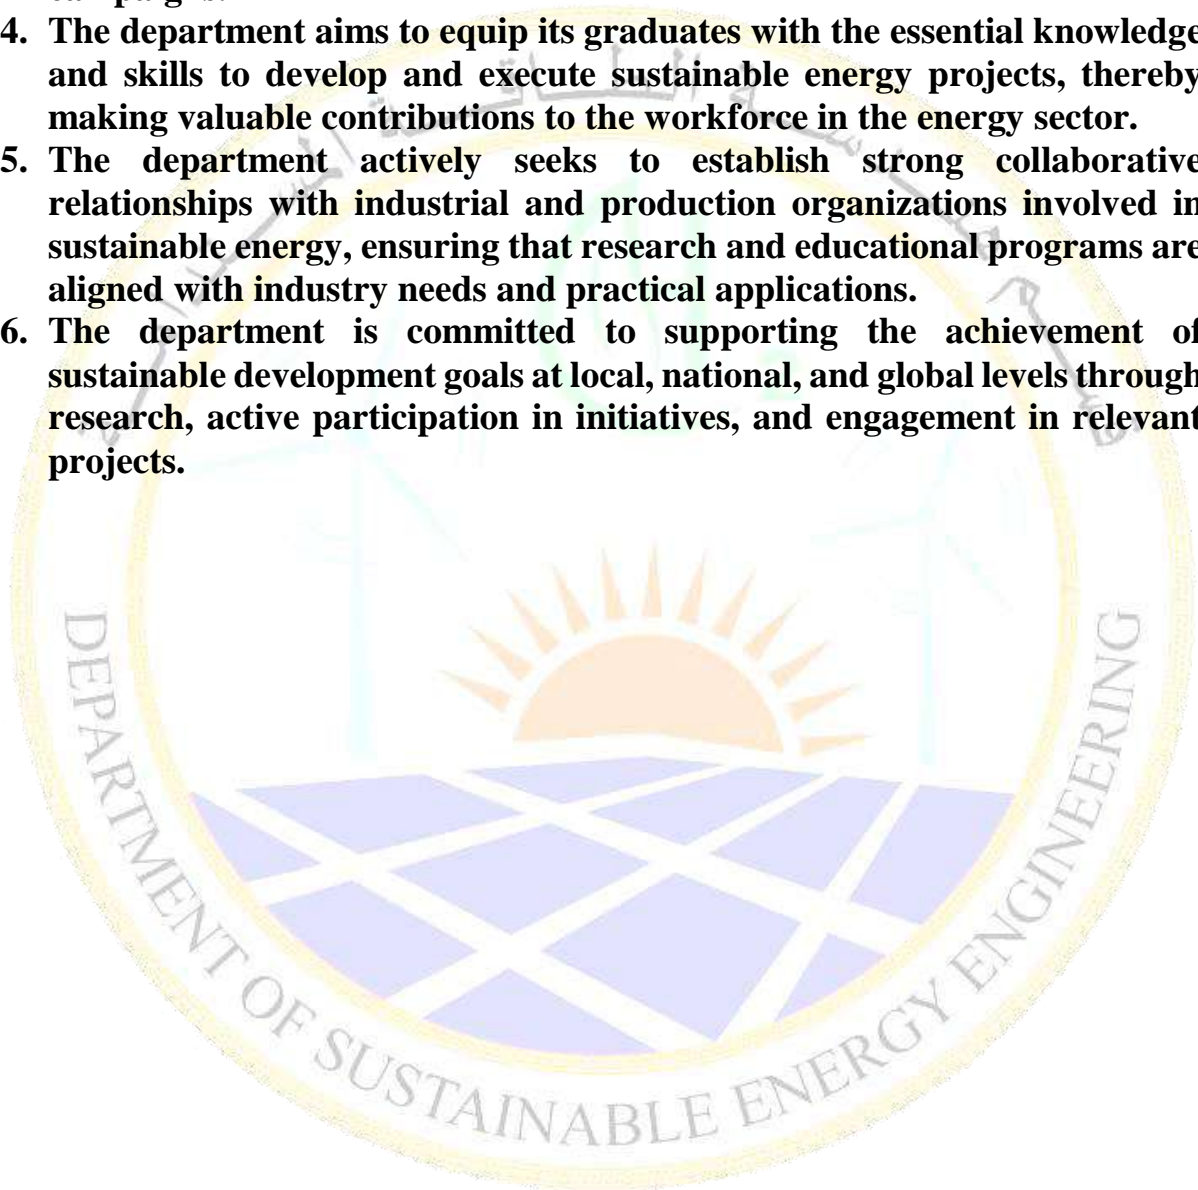 campaigns.
4. The department aims to equip its graduates with the essential knowledge
and skills to develop and execute sustainable energy projects, thereby
making valuable contributions to the workforce in the energy sector.
5. The department actively seeks to establish strong collaborative
relationships with industrial and production organizations involved in
sustainable energy, ensuring that research and educational programs are
aligned with industry needs and practical applications.
6. The department is committed to supporting the achievement of
sustainable development goals at local, national, and global levels through
research, active participation in initiatives, and engagement in relevant
projects.
DEPARTMENT OF SUSTAINABLE ENERGY ENGINEERING